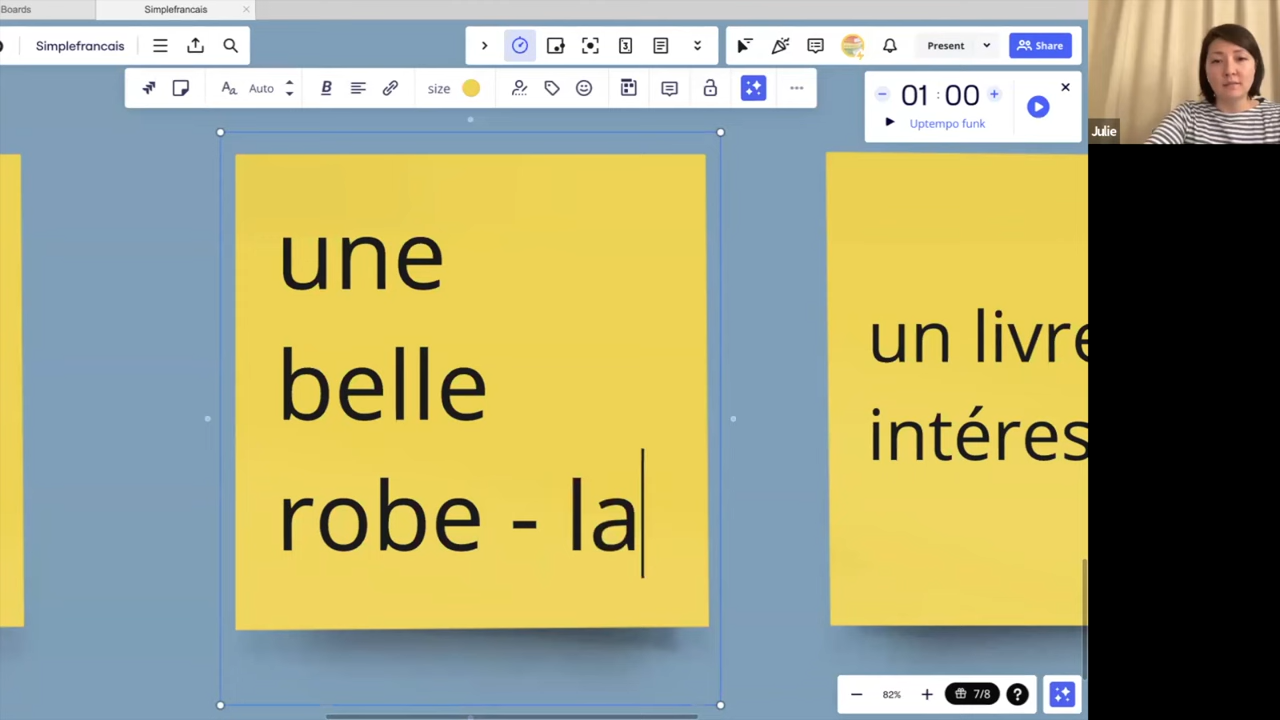 Boards
Simplefrancais
Simplefrancais
Present
Share
Auto
size
01 : 00
Uptempo funk
Julie
une
belle
robe - la
un livre
intéres
82%
7/8
?